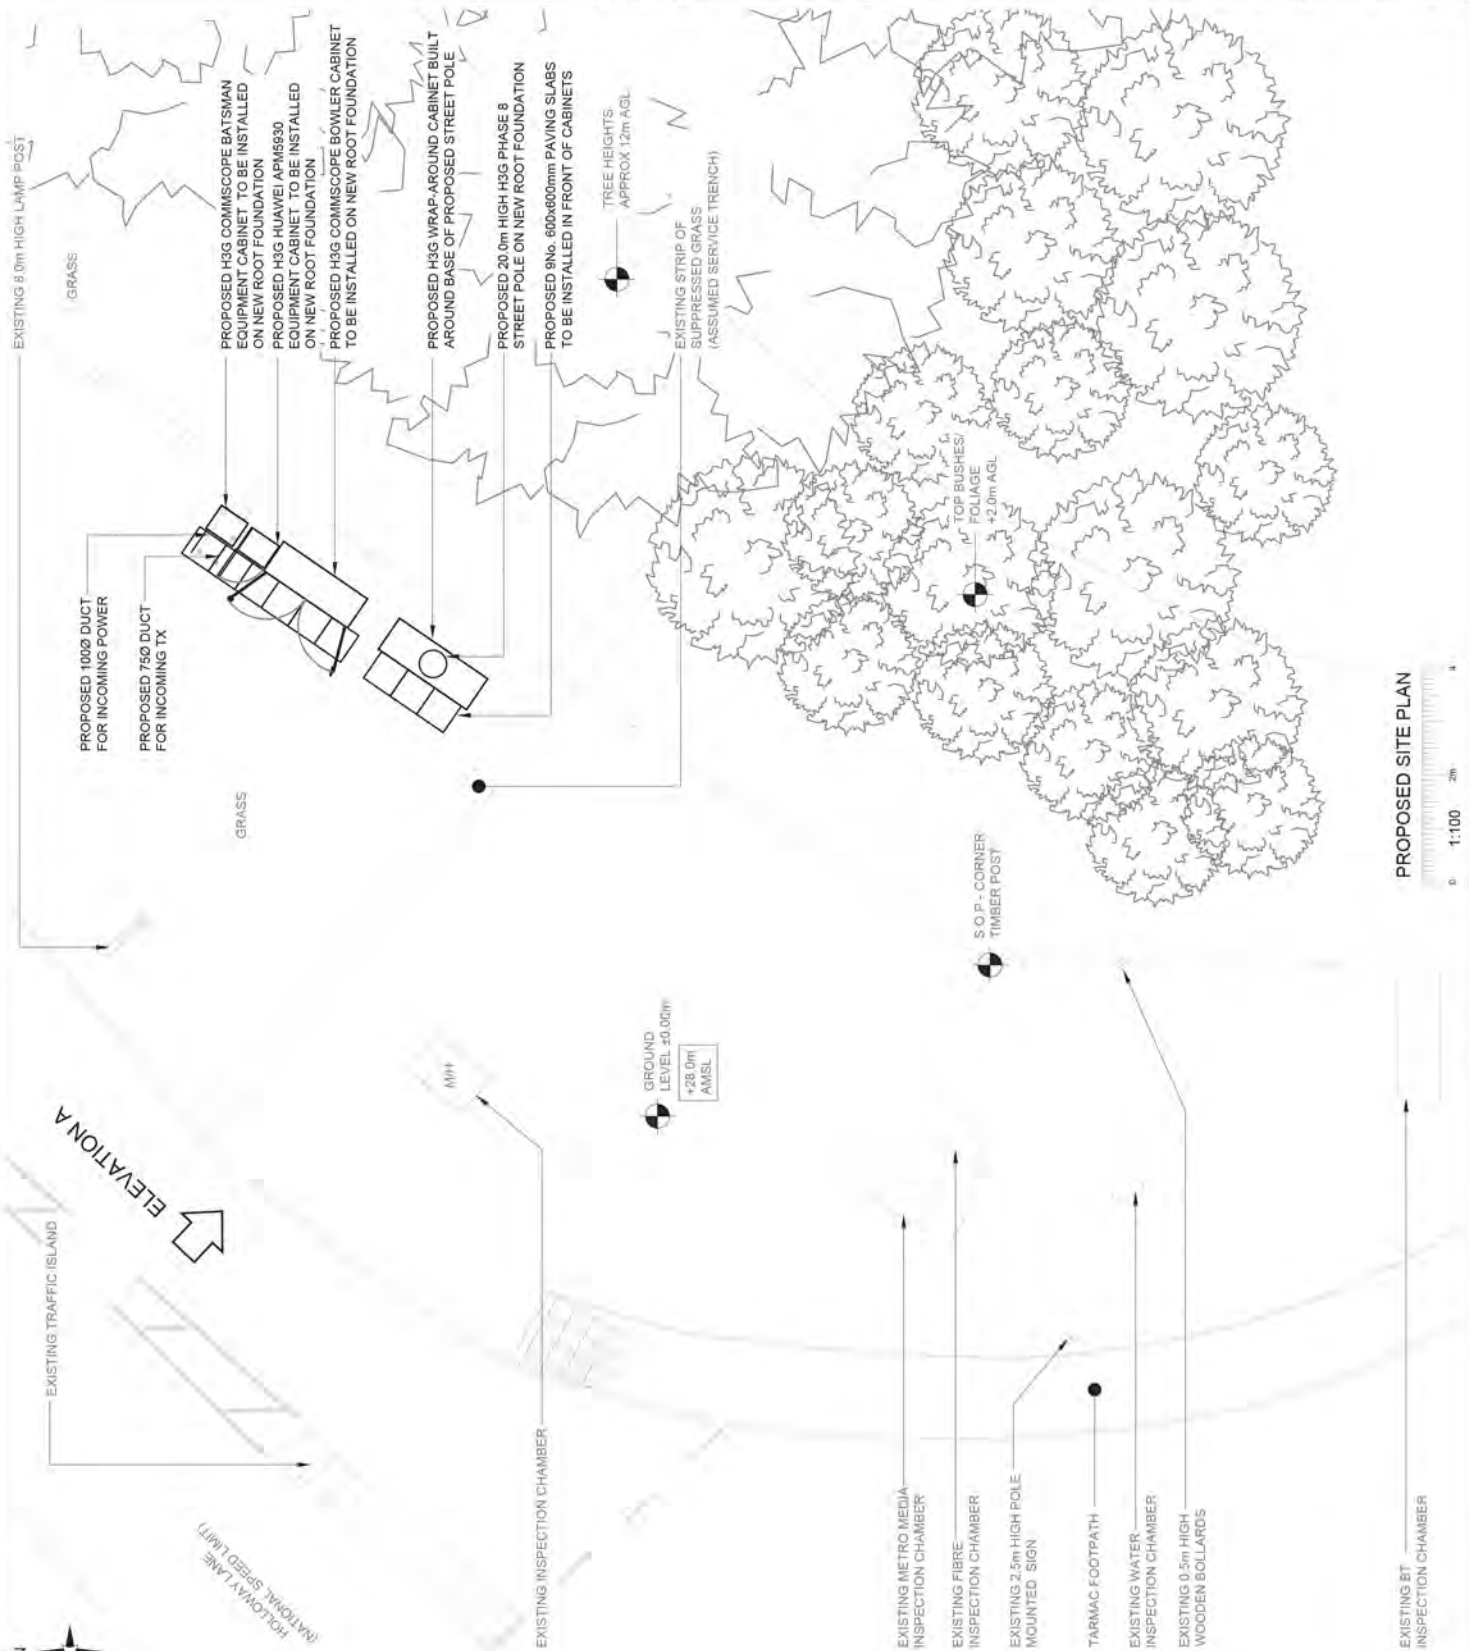 EXISTING 8.0m HIGH LAMP POST
GRASS
PROPOSED H3G COMMSCOPE BATSMAN
EQUIPMENT CABINET TO BE INSTALLED
ON NEW ROOT FOUNDATION
PROPOSED H3G HUAWEI APM5930
EQUIPMENT CABINET TO BE INSTALLED
ON NEW ROOT FOUNDATION
PROPOSED H3G COMMSCOPE BOWLER CABINET
TO BE INSTALLED ON NEW ROOT FOUNDATION
PROPOSED H3G WRAP-AROUND CABINET BUILT
AROUND BASE OF PROPOSED STREET POLE
PROPOSED 20.0m HIGH H3G PHASE 8
STREET POLE ON NEW ROOT FOUNDATION
PROPOSED 9No. 600x600mm PAVING SLABS
TO BE INSTALLED IN FRONT OF CABINETS
TREE HEIGHTS
APPROX 12m AGL
EXISTING STRIP OF
SUPPRESSED GRASS
(ASSUMED SERVICE TRENCH)
TOP BUSHES/
FOLIAGE
+2.0m AGL
PROPOSED 100Ø DUCT
FOR INCOMING POWER
PROPOSED 75Ø DUCT
FOR INCOMING TX
GRASS
S.O.P - CORNER
TIMBER POST
M/H
GROUND
LEVEL ±0.00m
+28.0m
AMSL
ELEVATION A
EXISTING TRAFFIC ISLAND
HOLLOWAY LANE
(NATIONAL SPEED LIMIT)
N
EXISTING INSPECTION CHAMBER
EXISTING METRO MEDIA
INSPECTION CHAMBER
EXISTING FIBRE
INSPECTION CHAMBER
EXISTING 2.5m HIGH POLE
MOUNTED SIGN
TARMAC FOOTPATH
EXISTING WATER
INSPECTION CHAMBER
EXISTING 0.5m HIGH
WOODEN BOLLARDS
EXISTING BT
INSPECTION CHAMBER
PROPOSED SITE PLAN
0 2m 4
1:100